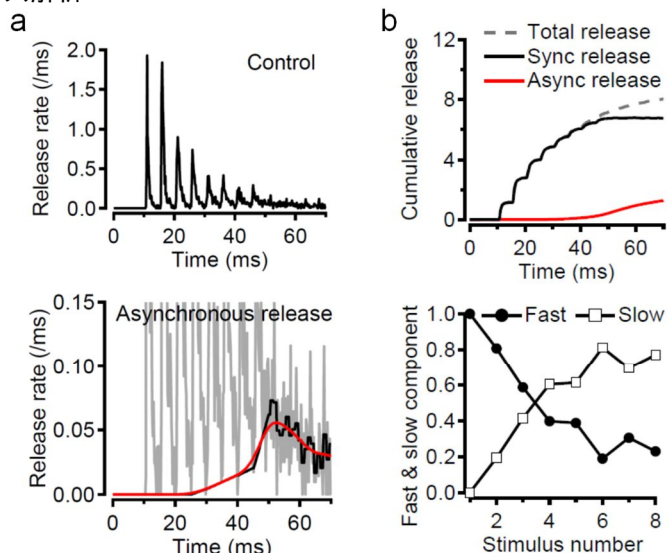 a
Release rate (/ms)
2.0
1.5
1.0
0.5
0.0
Control
0
20
40
60
Time (ms)
Release rate (/ms)
0.15
0.10
0.05
0.00
Asynchronous release
0
20
40
60
Time (ms)
b
Cumulative release
12
8
4
0
Total release
Sync release
Async release
0
20
40
60
Time (ms)
Fast & slow component
1.0
0.8
0.6
0.4
0.2
0.0
Fast
Slow
2
4
6
8
Stimulus number